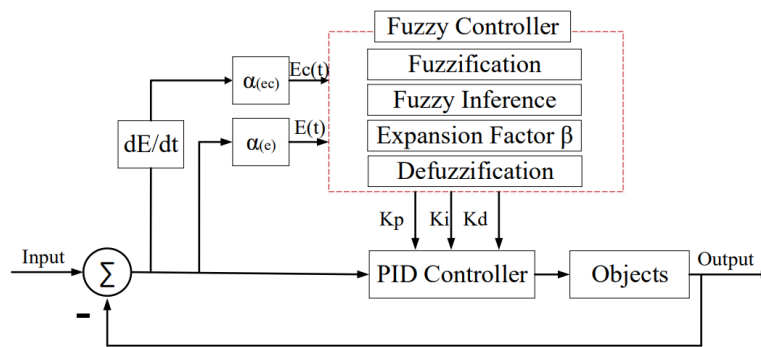 Fuzzy Controller
Fuzzification
Fuzzy Inference
Expansion Factor β
Defuzzification
α(ec)
Ec(t)
α(e)
E(t)
dE/dt
Kp
Ki
Kd
Input
Σ
-
PID Controller
Objects
Output